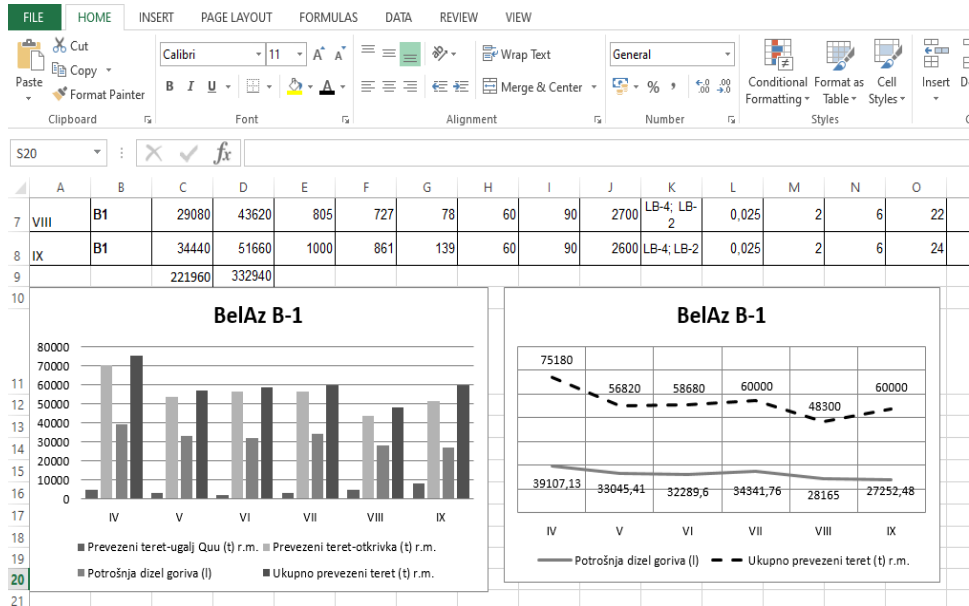 FILE HOME INSERT PAGE LAYOUT FORMULAS DATA REVIEW VIEW
Paste
Cut
Copy
Format Painter
Clipboard
Calibri 11 A A
B I U A
Font
Wrap Text
Merge & Center
Alignment
General
% , ,0 ,00 ,00 ,0
Number
Conditional Formatting
Format as Table
Cell Styles
Styles
Insert
S20 fx
A B C D E F G H I J K L M N O
7 VIII B1 29080 43620 805 727 78 60 90 2700 LB-4; LB-2 0,025 2 6 22
8 IX B1 34440 51660 1000 861 139 60 90 2600 LB-4; LB-2 0,025 2 6 24
9 221960 332940
10
11
12
13
14
15
16
17
18
19
20
21
BelAz B-1
80000
70000
60000
50000
40000
30000
20000
10000
0
IV V VI VII VIII IX
Prevezeni teret-ugalj Quu (t) r.m. Prevezeni teret-otkrivka (t) r.m.
Potrošnja dizel goriva (l) Ukupno prevezeni teret (t) r.m.
BelAz B-1
75180 56820 58680 60000 48300 60000
39107,13 33045,41 32289,6 34341,76 28165 27252,48
IV V VI VII VIII IX
Potrošnja dizel goriva (l) Ukupno prevezeni teret (t) r.m.